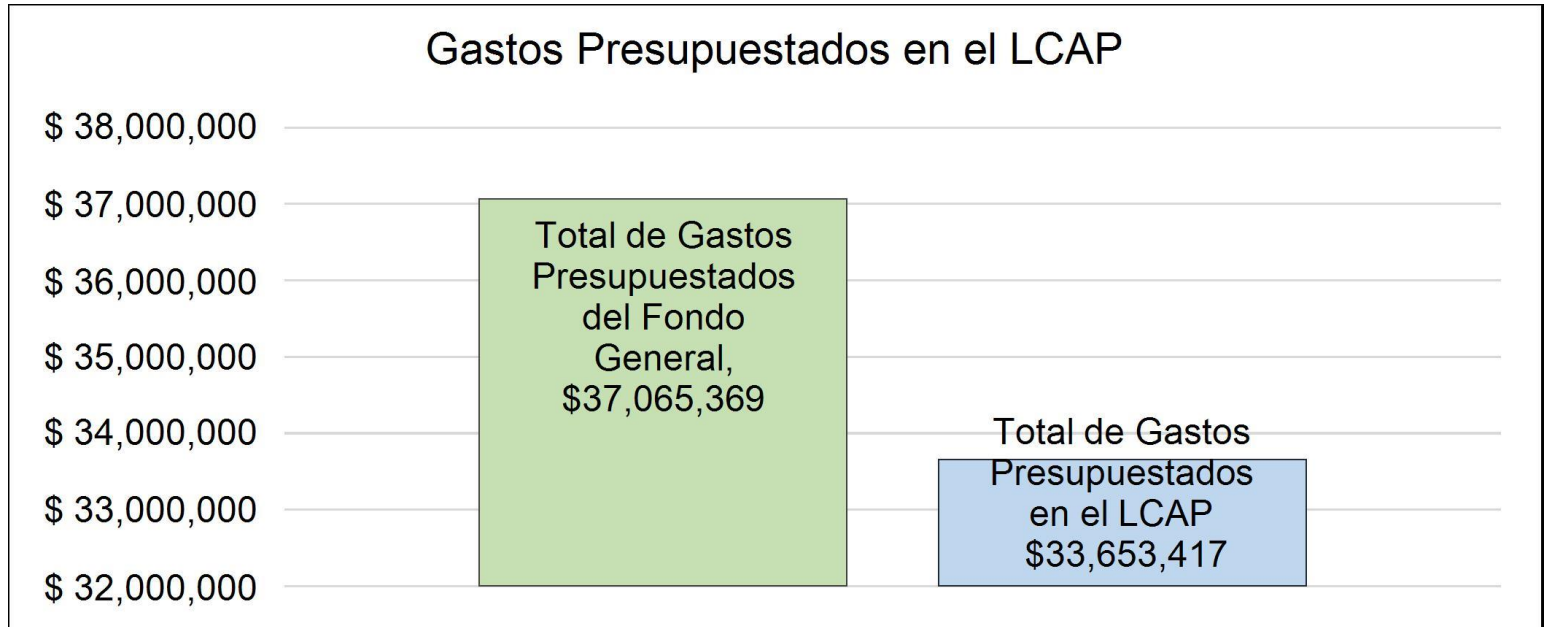 Gastos Presupuestados en el LCAP
$ 38,000,000
$ 37,000,000
$ 36,000,000
$ 35,000,000
$ 34,000,000
$ 33,000,000
$ 32,000,000
Total de Gastos
Presupuestados
del Fondo
General,
$37,065,369
Total de Gastos
Presupuestados
en el LCAP
$33,653,417